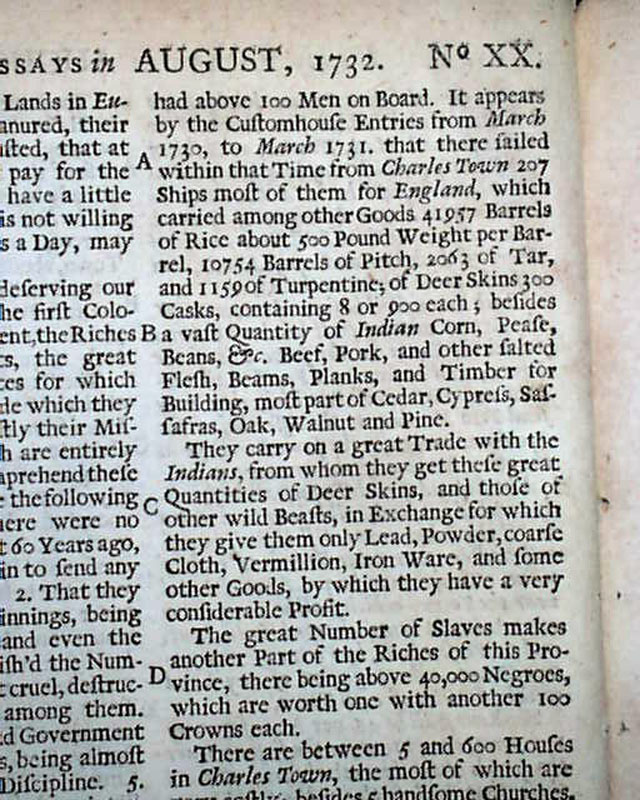 ssays in AUGUST, 1732. No XX.
Lands in Eu-
anured, their
ſted, that at
pay for the
have a little
is not willing
s a Day, may
deſerving our
he firſt Colo-
ent, the Riches
s, the great
ces for which
de which they
ſtly their Miſ-
h are entirely
prehend theſe
the following
here were no
60 Years ago,
in to ſend any
2. That they
innings, being
and even the
iſh'd the Num-
cruel, deſtruc-
among them.
d Government
s, being almoſt
Diſcipline. 5.
A
B
C
D
had above 100 Men on Board. It appears
by the Cuſtomhouſe Entries from March
1730, to March 1731. that there ſailed
within that Time from Charles Town 207
Ships moſt of them for England, which
carried among other Goods 41957 Barrels
of Rice about 500 Pound Weight per Bar-
rel, 10754 Barrels of Pitch, 2063 of Tar,
and 1159 of Turpentine; of Deer Skins 300
Casks, containing 8 or 900 each; beſides
a vaſt Quantity of Indian Corn, Peaſe,
Beans, &c. Beef, Pork, and other ſalted
Fleſh, Beams, Planks, and Timber for
Building, moſt part of Cedar, Cypreſs, Saſ-
ſafras, Oak, Walnut and Pine.
They carry on a great Trade with the
Indians, from whom they get theſe great
Quantities of Deer Skins, and thoſe of
other wild Beaſts, in Exchange for which
they give them only Lead, Powder, coarſe
Cloth, Vermillion, Iron Ware, and ſome
other Goods, by which they have a very
conſiderable Profit.
The great Number of Slaves makes
another Part of the Riches of this Pro-
vince, there being above 40,000 Negroes,
which are worth one with another 100
Crowns each.
There are between 5 and 600 Houſes
in Charles Town, the moſt of which are
very coſtly, beſides 5 handſome Churches,